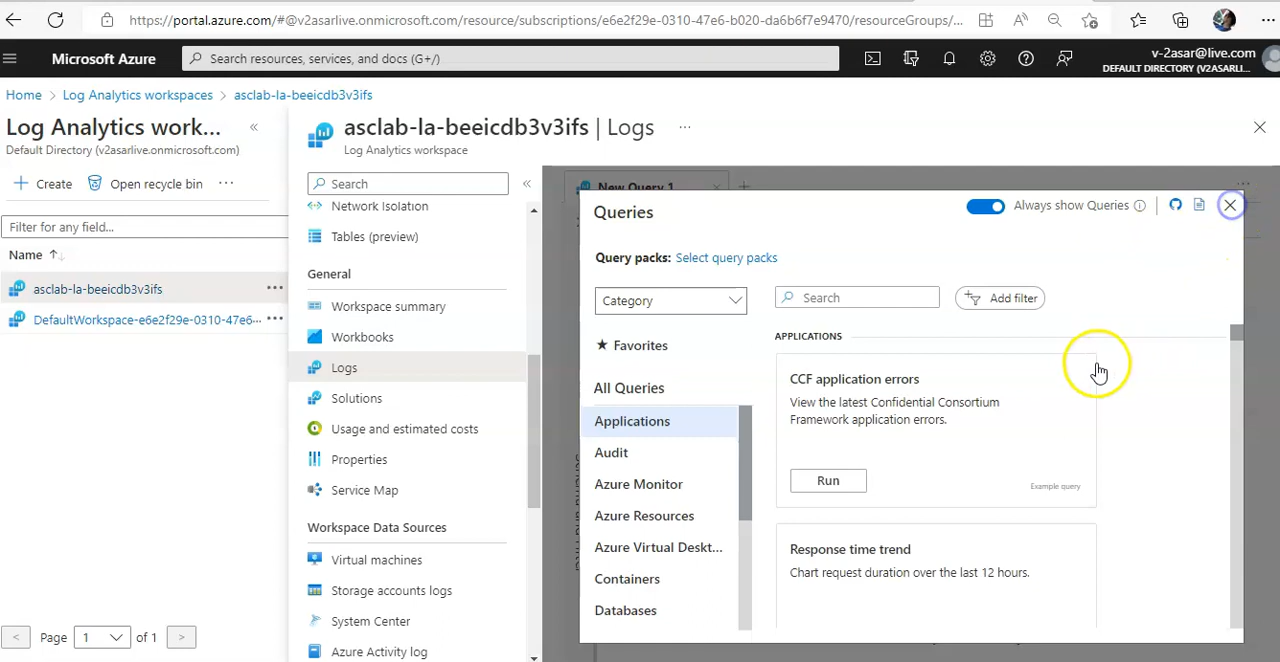 https://portal.azure.com/#@v2asarlive.onmicrosoft.com/resource/subscriptions/e6e2f29e-0310-47e6-b020-da6b6f7e9470/resourceGroups/...
Microsoft Azure
Search resources, services, and docs (G+/)
v-2asar@live.com
DEFAULT DIRECTORY (V2ASARLI...
Home > Log Analytics workspaces > asclab-la-beeicdb3v3ifs
Log Analytics work... «
Default Directory (v2asarlive.onmicrosoft.com)
+ Create Open recycle bin ...
Filter for any field...
Name ↑↓
asclab-la-beeicdb3v3ifs ...
DefaultWorkspace-e6e2f29e-0310-47e6-... ...
< Page 1 of 1 >
asclab-la-beeicdb3v3ifs | Logs ...
Log Analytics workspace
Search «
Network Isolation
Tables (preview)
General
Workspace summary
Workbooks
Logs
Solutions
Usage and estimated costs
Properties
Service Map
Workspace Data Sources
Virtual machines
Storage accounts logs
System Center
Azure Activity log
New Query 1
Queries
Always show Queries
Query packs: Select query packs
Category
Search
Add filter
★ Favorites
All Queries
Applications
Audit
Azure Monitor
Azure Resources
Azure Virtual Deskt...
Containers
Databases
APPLICATIONS
CCF application errors
View the latest Confidential Consortium
Framework application errors.
Run
Example query
Response time trend
Chart request duration over the last 12 hours.